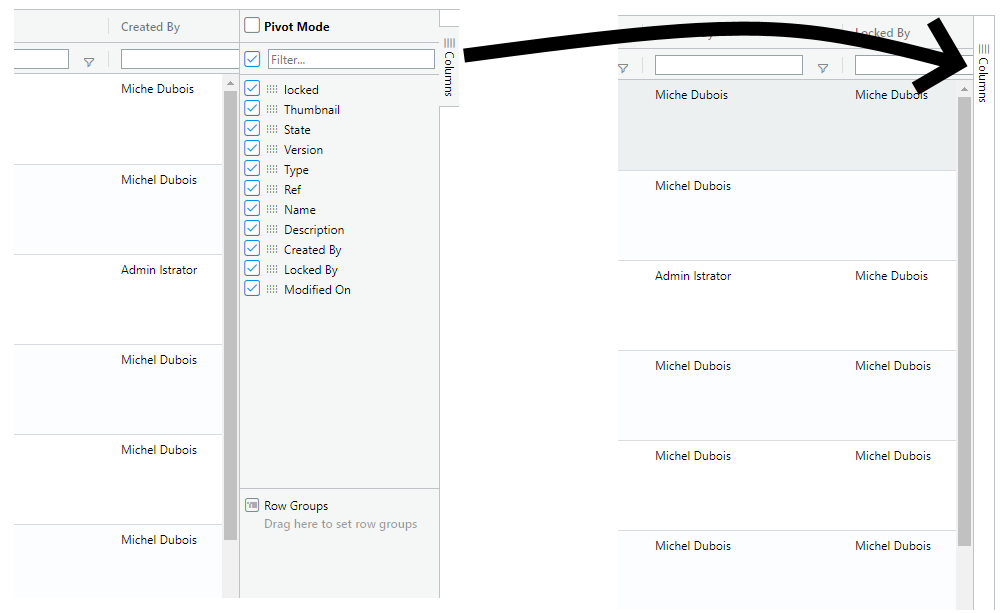 Created By
Pivot Mode
Filter...
Columns
locked
Thumbnail
State
Version
Type
Ref
Name
Description
Created By
Locked By
Modified On
Row Groups
Drag here to set row groups
Miche Dubois
Michel Dubois
Admin Istrator
Michel Dubois
Michel Dubois
Michel Dubois
Locked By
Columns
Miche Dubois Miche Dubois
Michel Dubois
Admin Istrator Miche Dubois
Michel Dubois Michel Dubois
Michel Dubois Michel Dubois
Michel Dubois Michel Dubois